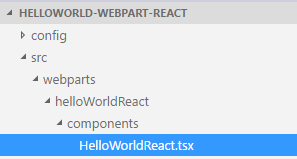 HELLOWORLD-WEBPART-REACT
config
src
webparts
helloWorldReact
components
HelloWorldReact.tsx